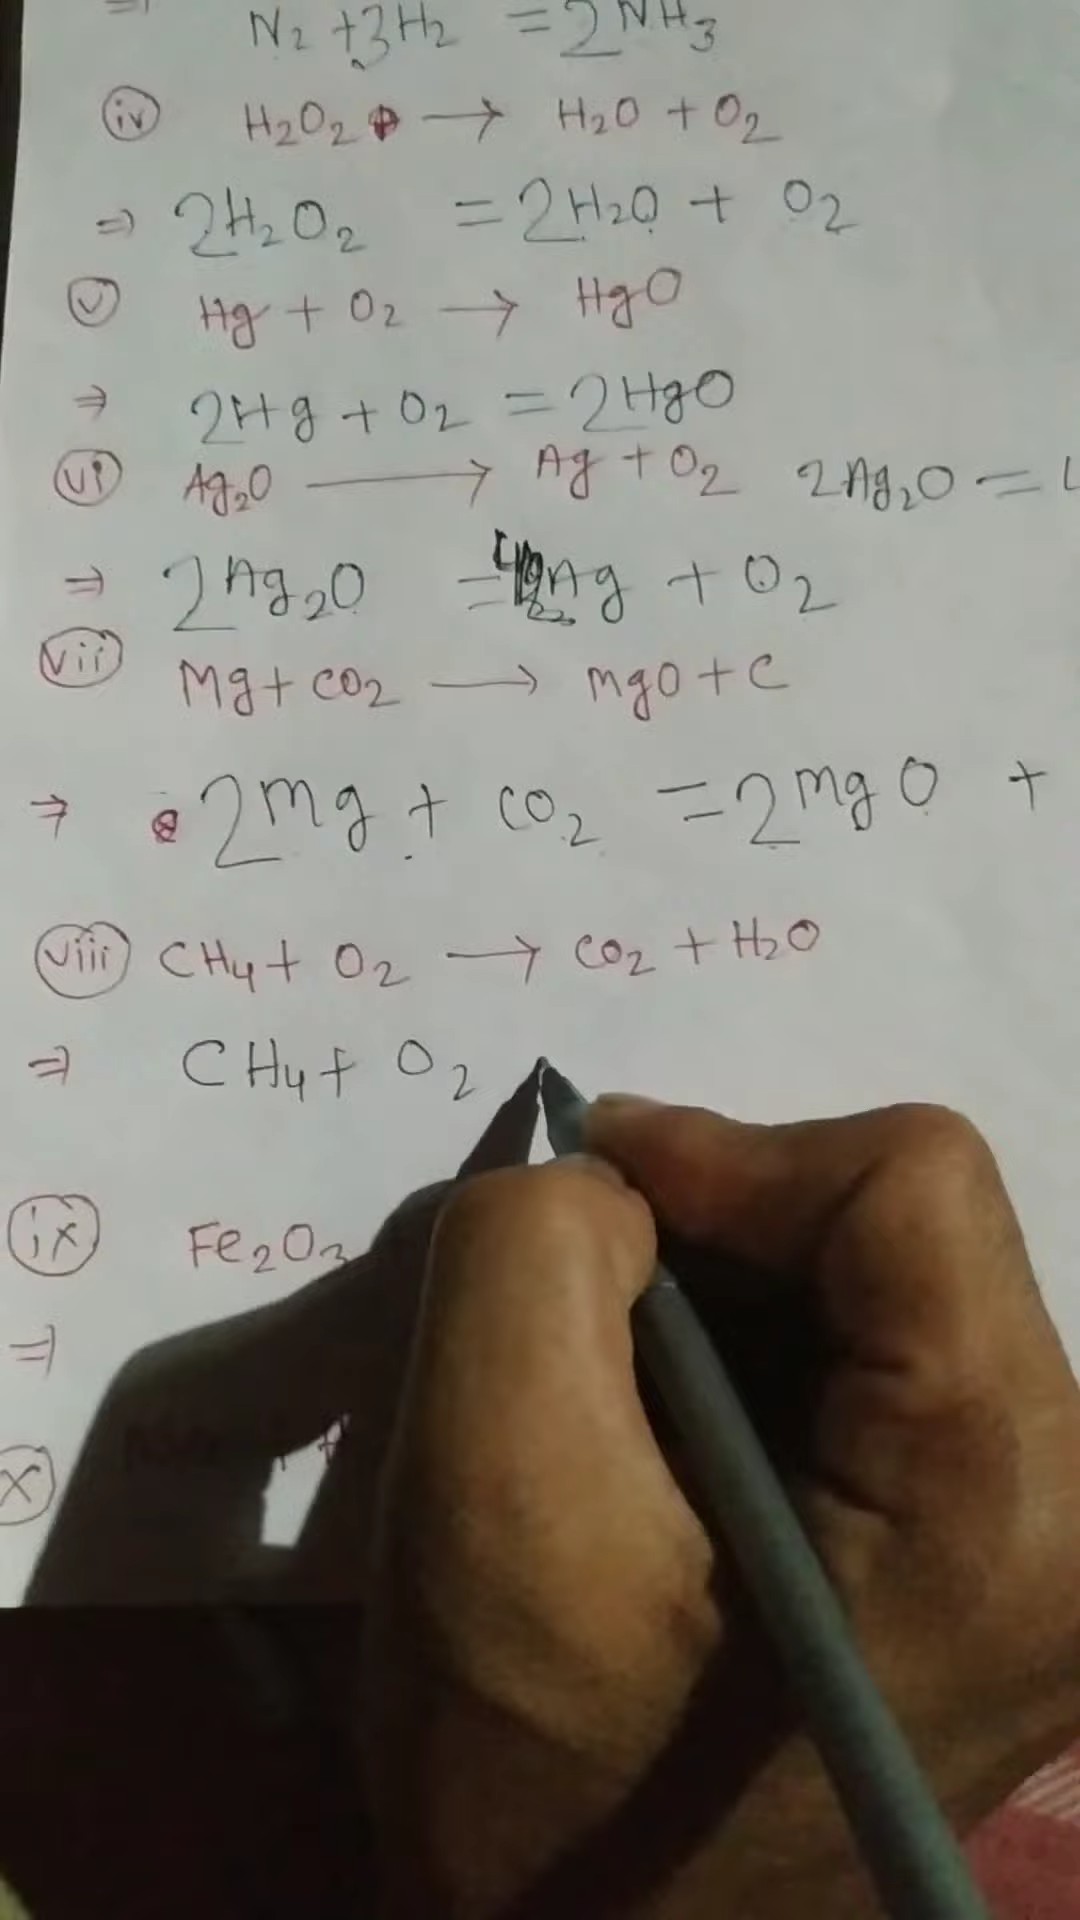 N₂ + 3H₂ = 2NH₃
(iv) H₂O₂ → H₂O + O₂
⇒ 2H₂O₂ = 2H₂O + O₂
(v) Hg + O₂ → HgO
⇒ 2Hg + O₂ = 2HgO
(vi) Ag₂O → Ag + O₂ 2Ag₂O =
⇒ 2Ag₂O = 4Ag + O₂
(vii) Mg + CO₂ → MgO + C
⇒ 2Mg + CO₂ = 2MgO +
(viii) CH₄ + O₂ → CO₂ + H₂O
⇒ CH₄ + O₂
(ix) Fe₂O₃
⇒
(x)